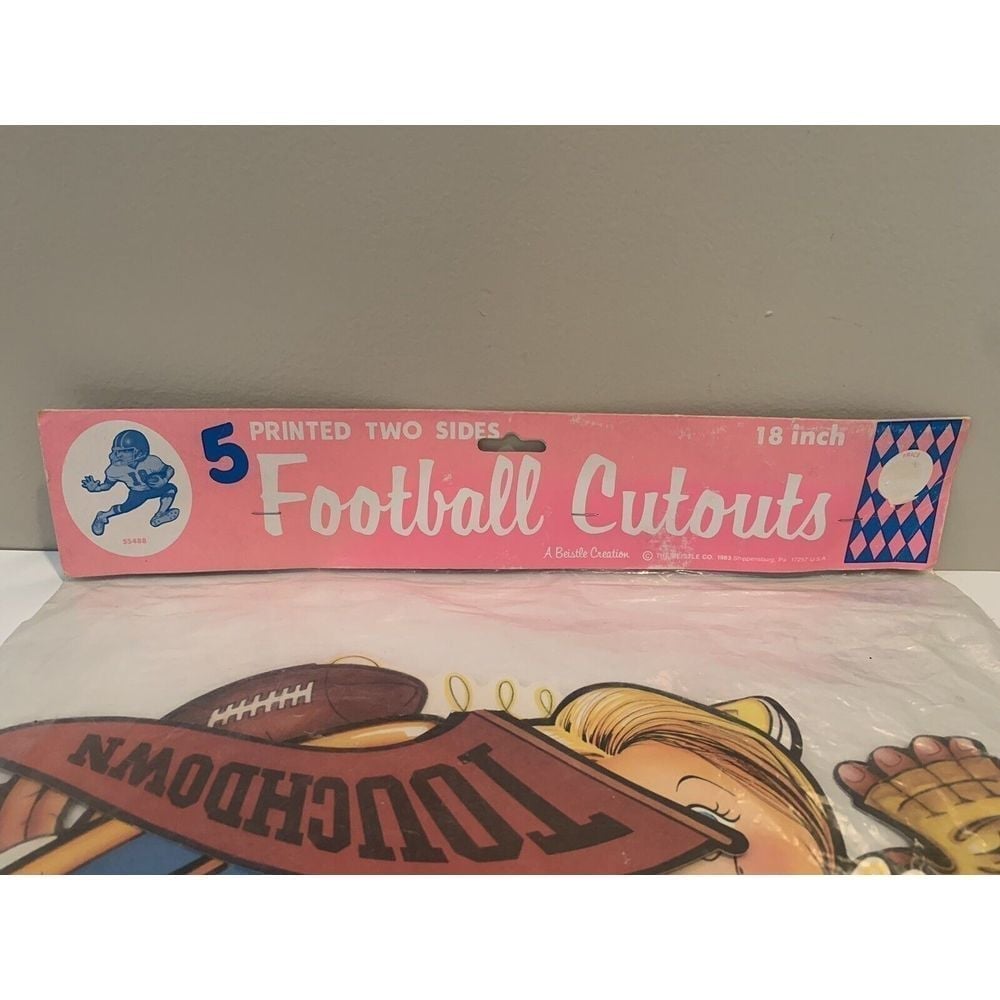 5 PRINTED TWO SIDES
18 inch
Football Cutouts
55488
A Beistle Creation © THE BEISTLE CO. 1983 Shippensburg, Pa. 17257 U.S.A.
PRICE
TOUCHDOWN